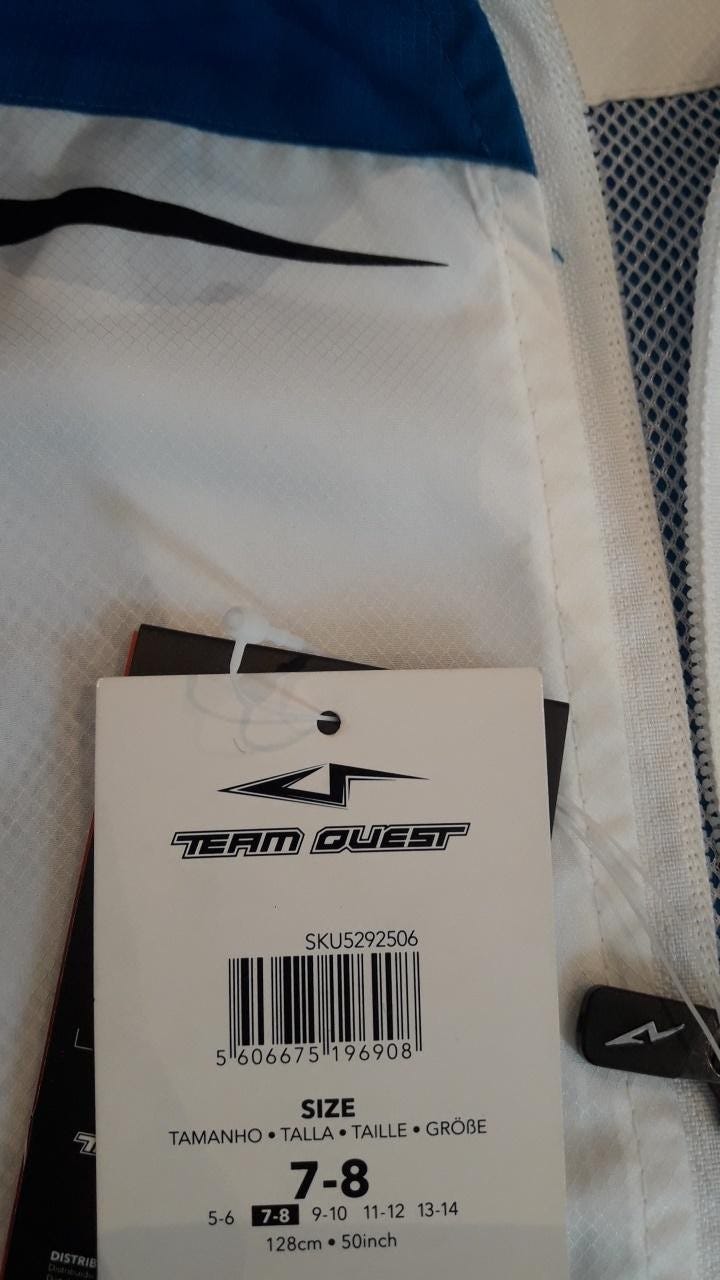 TEAM QUEST
SKU5292506
5 606675 196908
SIZE
TAMANHO • TALLA • TAILLE • GRÖßE
7-8
5-6 7-8 9-10 11-12 13-14
128cm • 50inch
DISTRIB